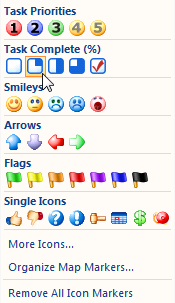 Task Priorities
1 2 3 4 5
Task Complete (%)
Smileys
Arrows
Flags
Single Icons
? ! $
More Icons...
Organize Map Markers...
Remove All Icon Markers